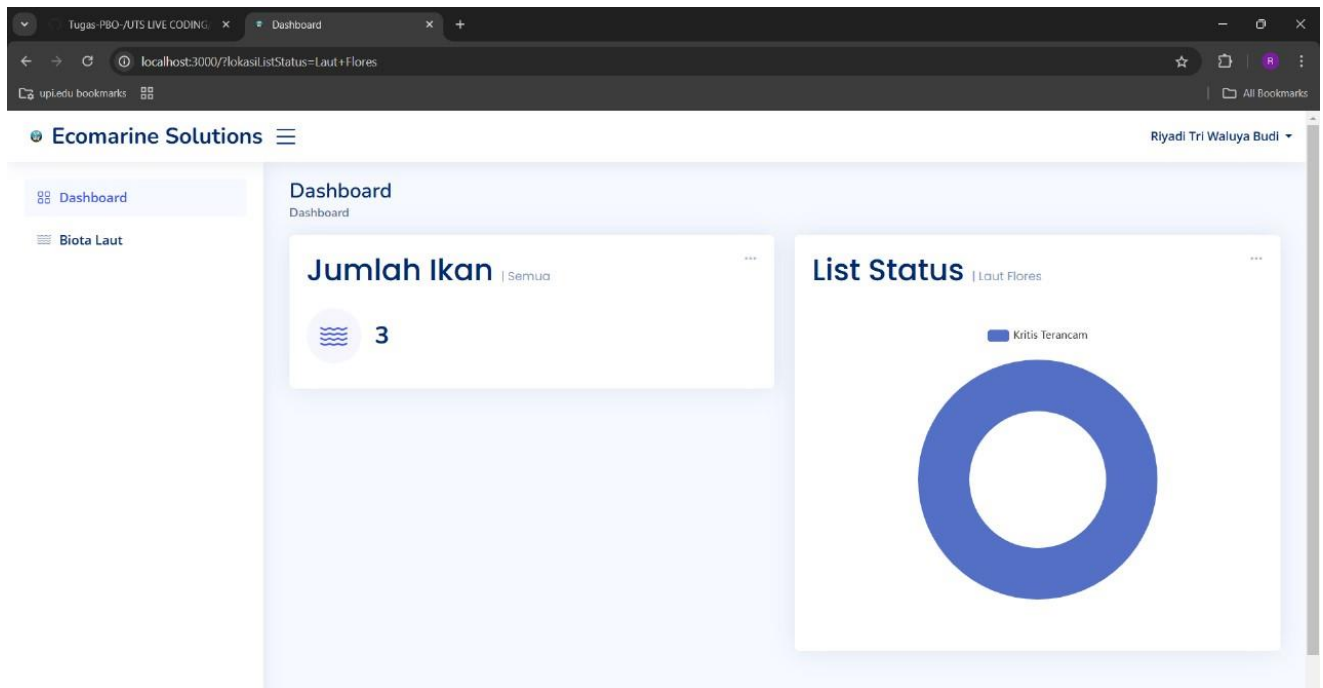 Tugas-PBO-/UTS LIVE CODING/
Dashboard
localhost:3000/?lokasiListStatus=Laut+Flores
R
upi.edu bookmarks
All Bookmarks
Ecomarine Solutions
Riyadi Tri Waluya Budi
Dashboard
Biota Laut
Dashboard
Dashboard
Jumlah Ikan | Semua
3
List Status | Laut Flores
Kritis Terancam